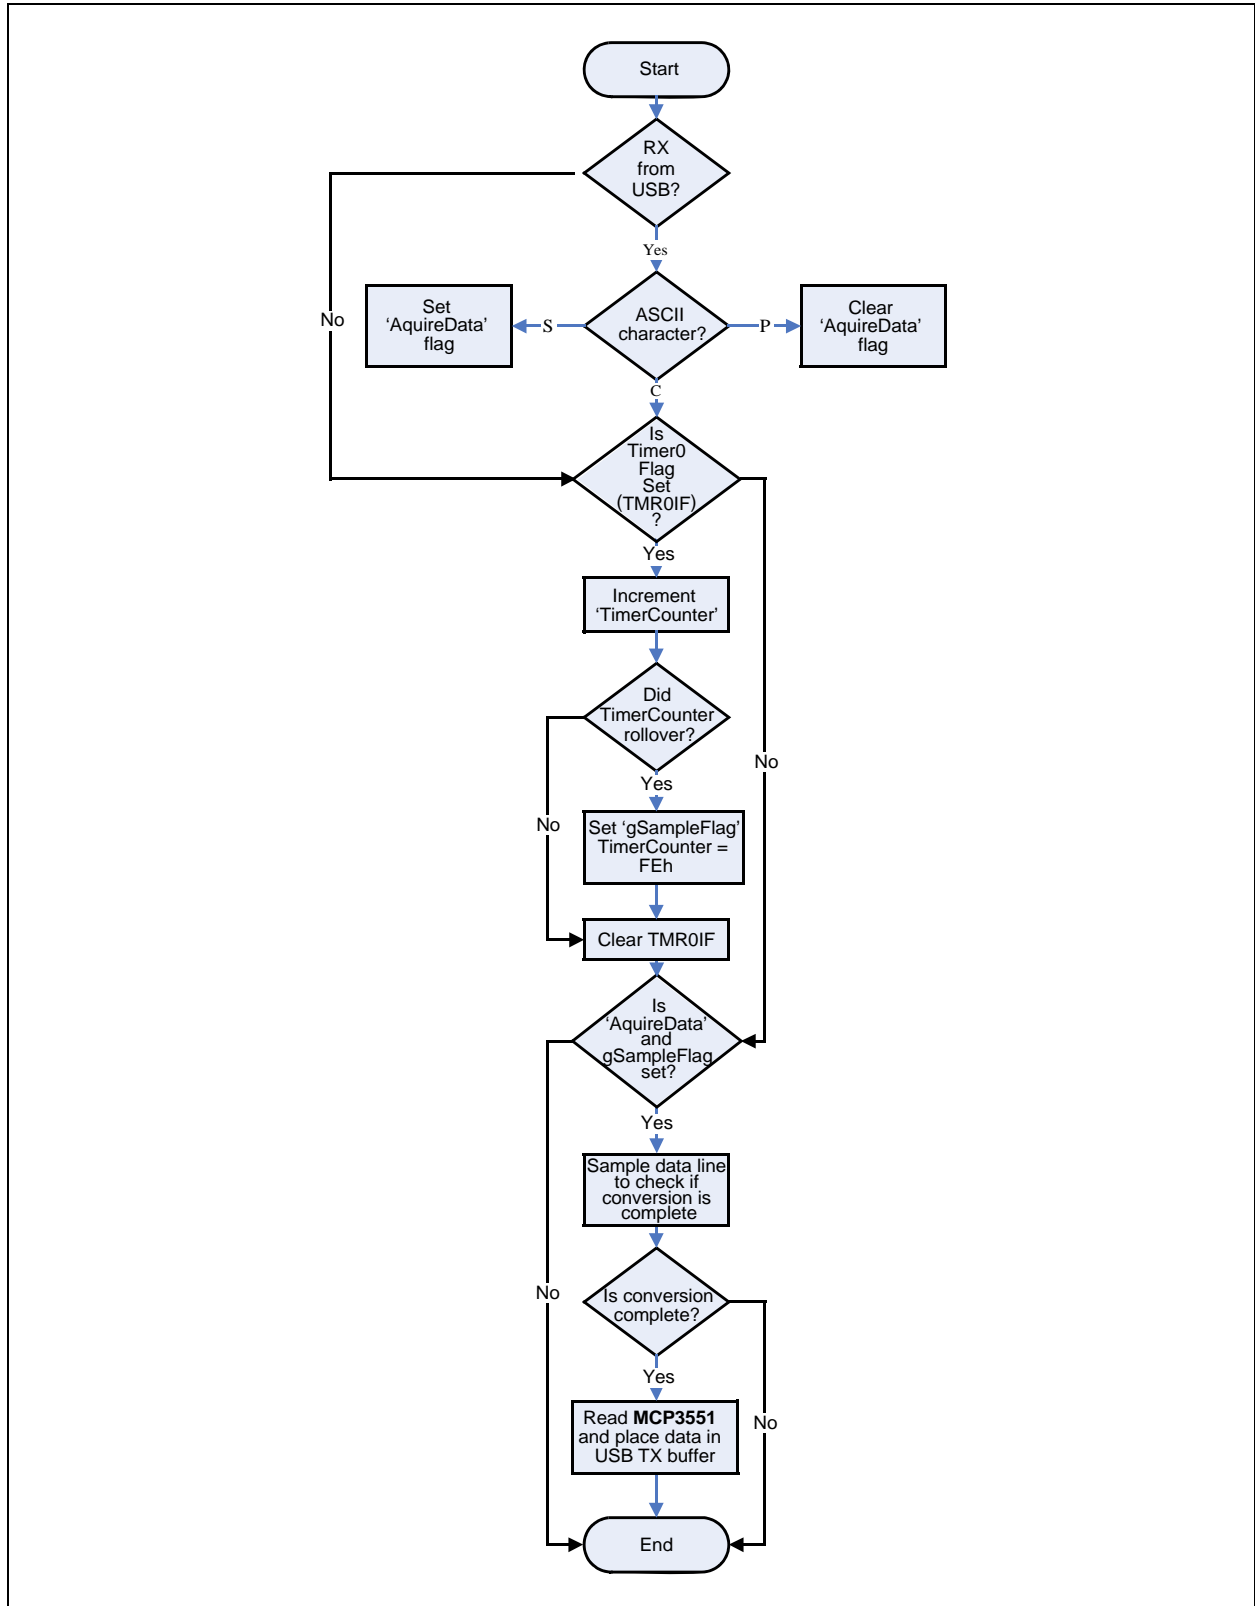 Start
RX
from
USB?
Yes
No
Set
‘AquireData’
flag
S
ASCII
character?
P
Clear
‘AquireData’
flag
C
Is
Timer0
Flag
Set
(TMR0IF)
?
Yes
Increment
‘TimerCounter’
Did
TimerCounter
rollover?
No
Yes
No
Set ‘gSampleFlag’
TimerCounter =
FEh
Clear TMR0IF
Is
‘AquireData’
and
gSampleFlag
set?
Yes
Sample data line
to check if
conversion is
complete
No
Is conversion
complete?
Yes
Read MCP3551
and place data in
USB TX buffer
No
End